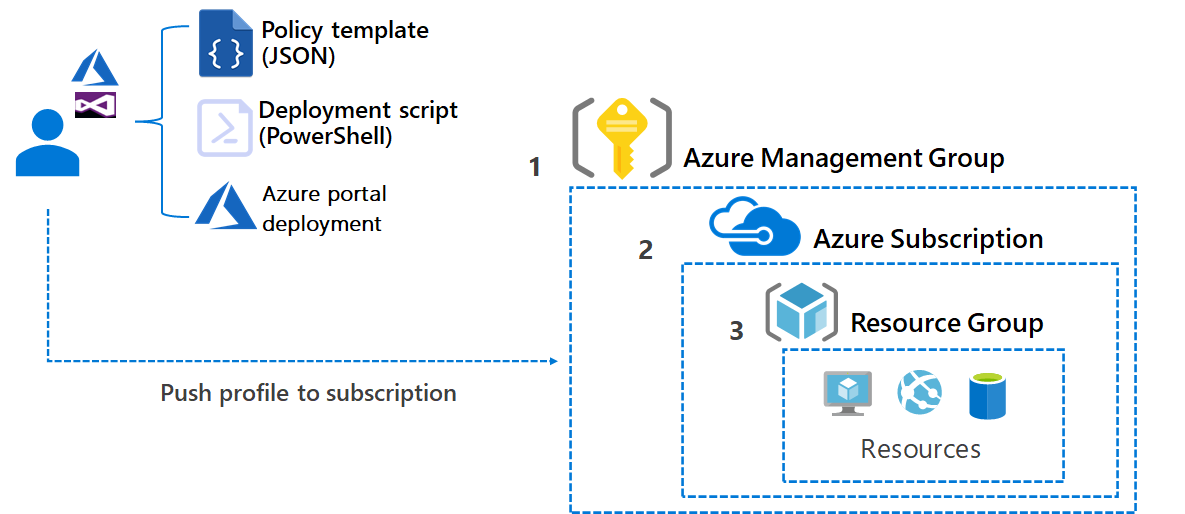 Policy template
(JSON)
Deployment script
(PowerShell)
Azure portal
deployment
1
Azure Management Group
2
Azure Subscription
3
Resource Group
Resources
Push profile to subscription